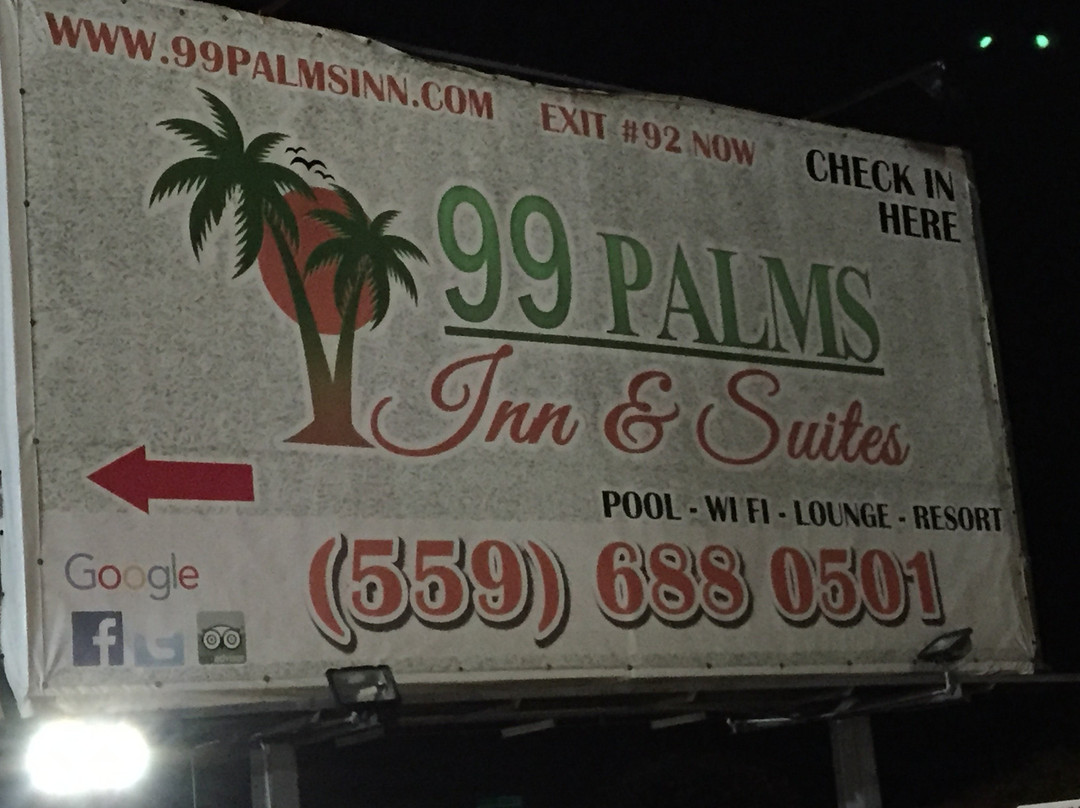 WWW.99PALMSINN.COM EXIT #92 NOW
CHECK IN
HERE
99 PALMS
Inn & Suites
POOL - WI FI - LOUNGE - RESORT
(559) 688 0501
Google
f